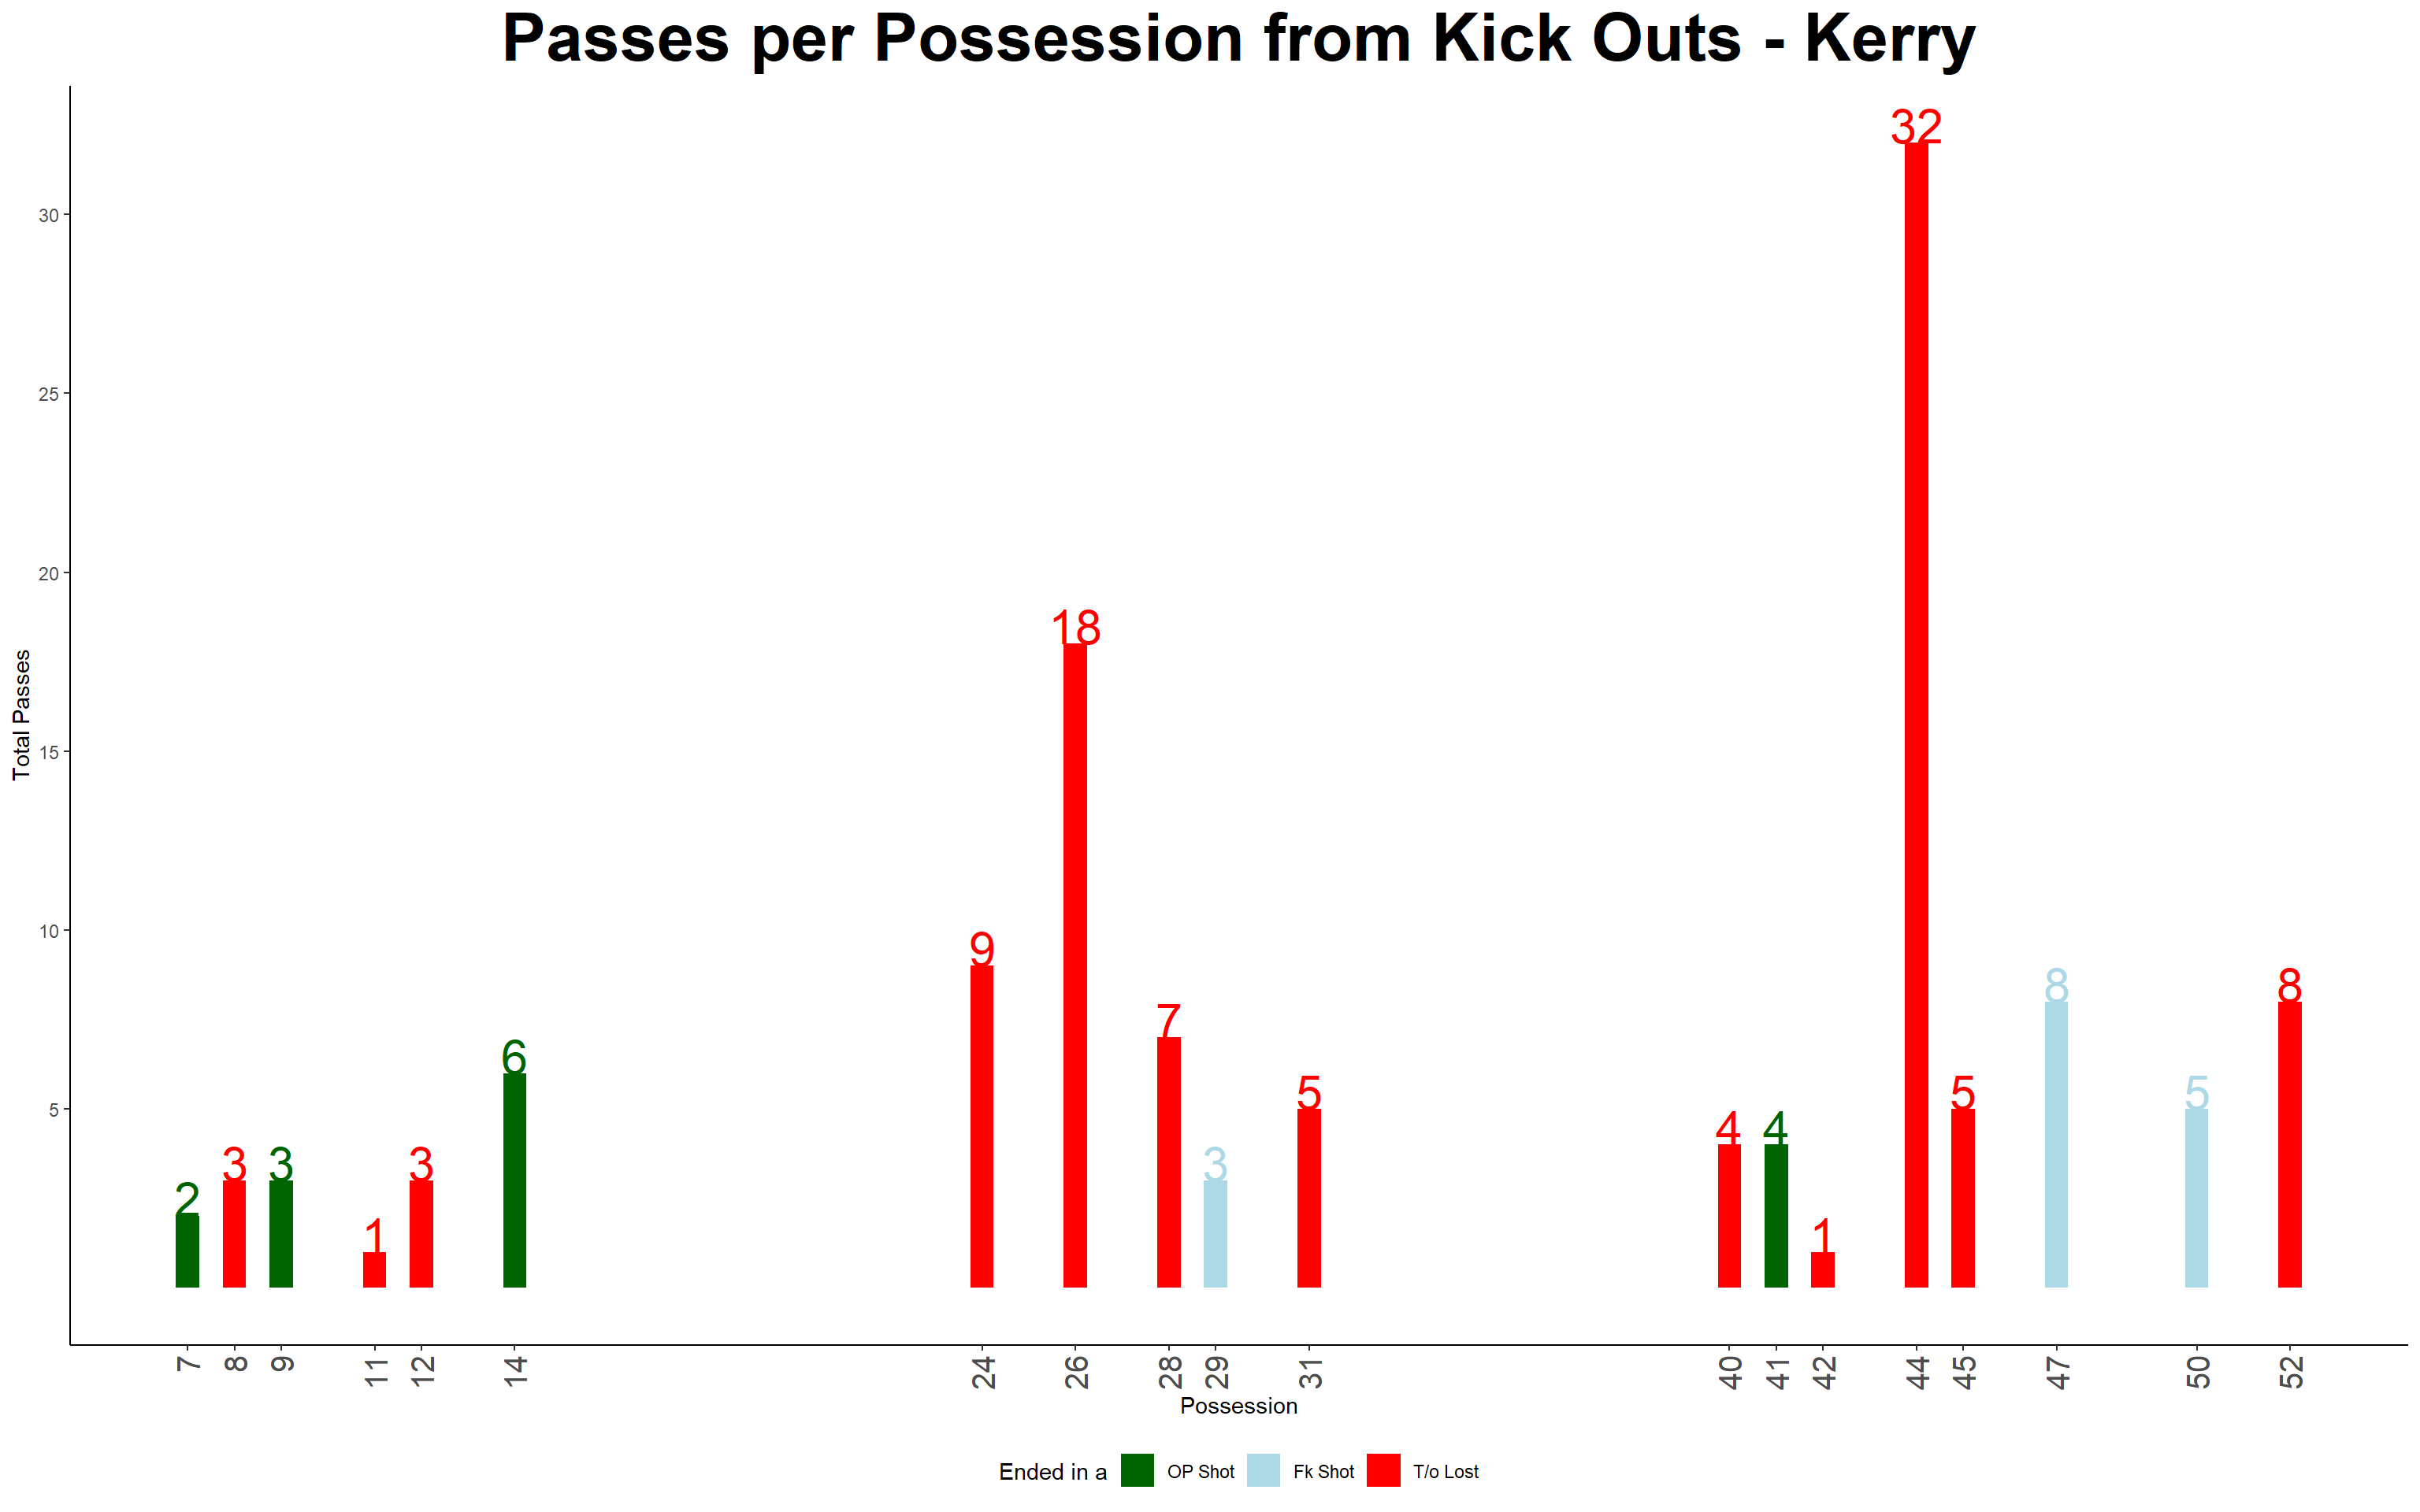 Passes per Possession from Kick Outs - Kerry
32
30
25
20
18
15
10
9
8 8
7
6
5
5 5 5
4 4
3 3 3 3
2
1 1
Total Passes
7 8 9 11 12 14 24 26 28 29 31 40 41 42 44 45 47 50 52
Possession
Ended in a OP Shot Fk Shot T/o Lost